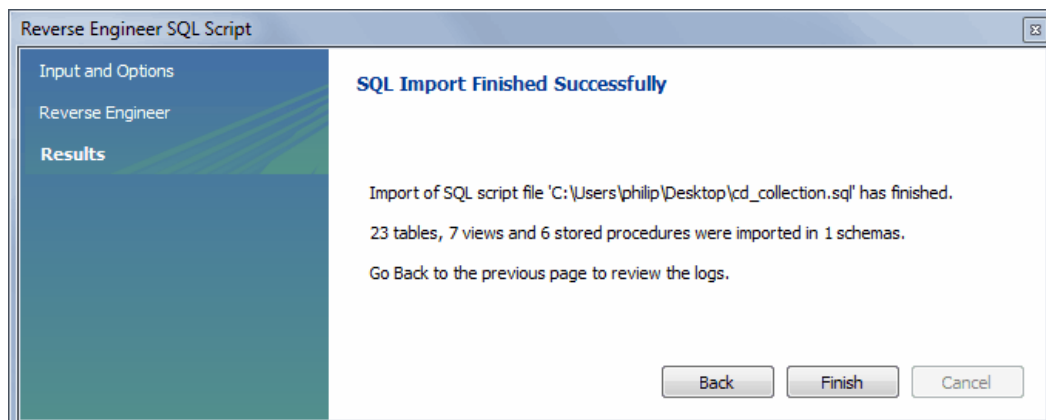 Reverse Engineer SQL Script
Input and Options
Reverse Engineer
Results
SQL Import Finished Successfully
Import of SQL script file 'C:\Users\philip\Desktop\cd_collection.sql' has finished.
23 tables, 7 views and 6 stored procedures were imported in 1 schemas.
Go Back to the previous page to review the logs.
Back Finish Cancel